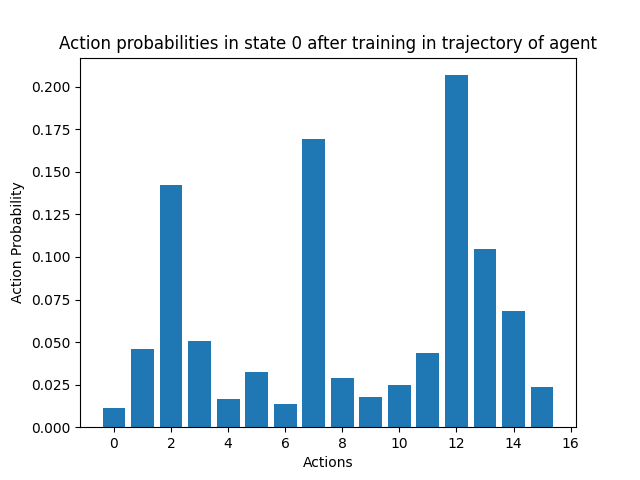 Action probabilities in state 0 after training in trajectory of agent
0.200
0.175
0.150
0.125
0.100
0.075
0.050
0.025
0.000
Action Probability
0 2 4 6 8 10 12 14 16
Actions